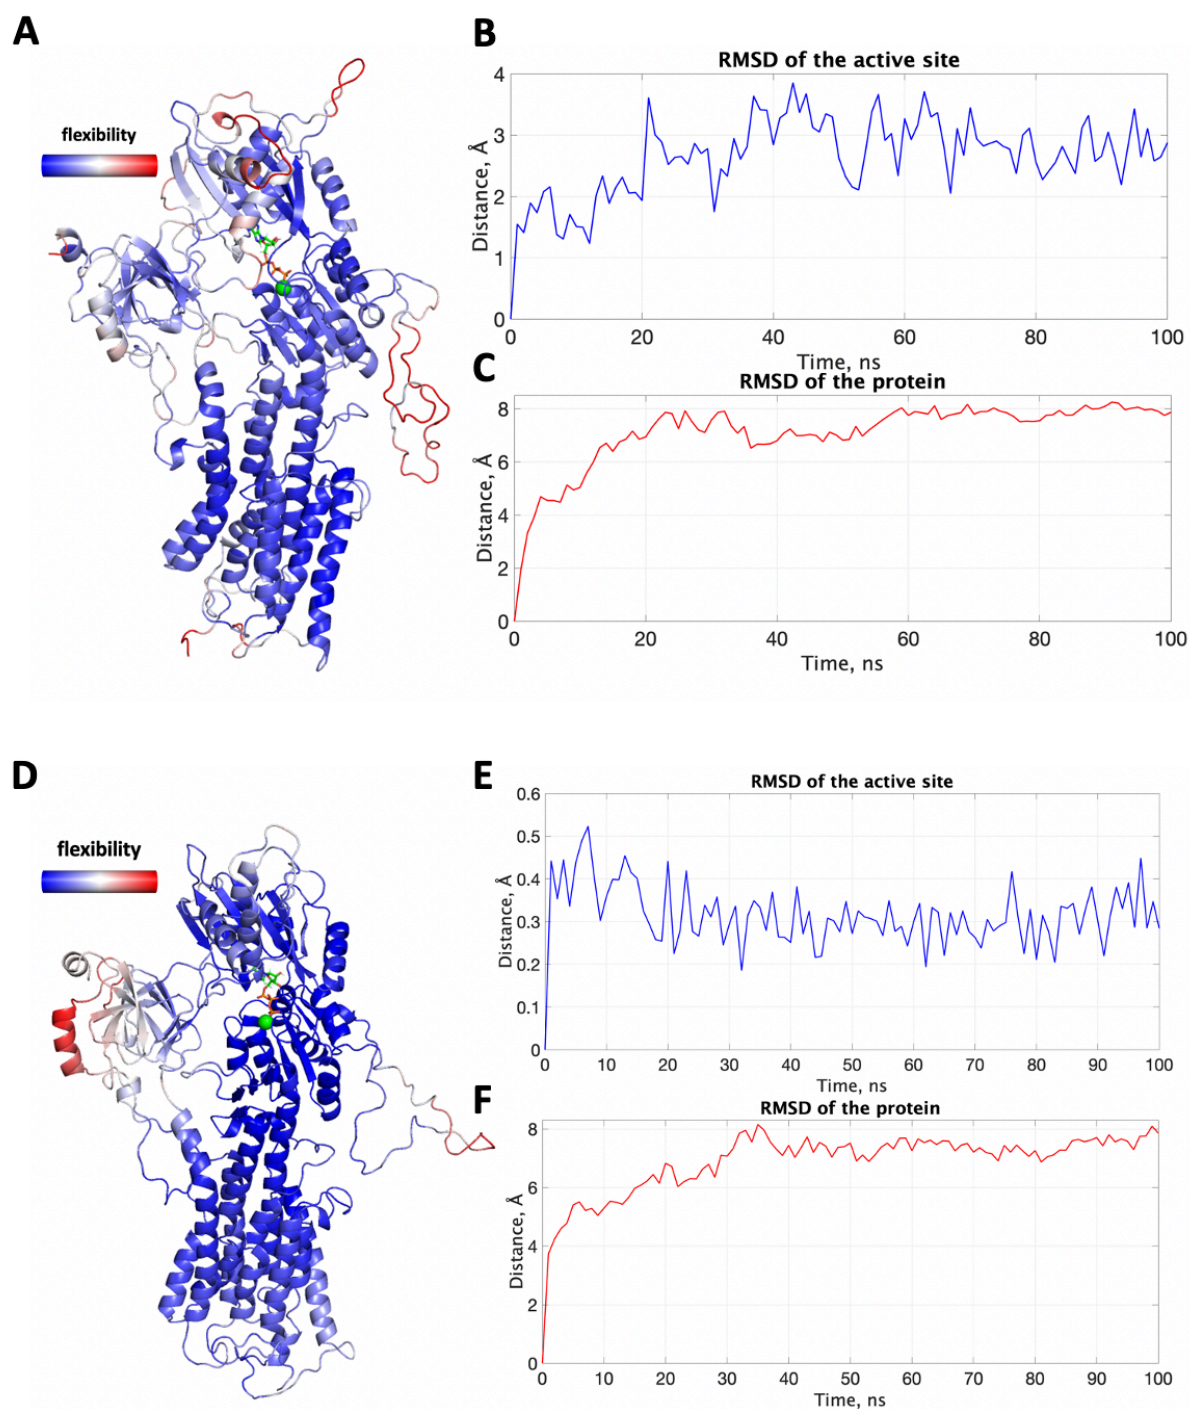 A
flexibility
B
RMSD of the active site
Distance, Å
4
3
2
1
0
0 20 40 60 80 100
Time, ns
C
RMSD of the protein
Distance, Å
8
6
4
2
0
0 20 40 60 80 100
Time, ns
D
flexibility
E
RMSD of the active site
Distance, Å
0.6
0.5
0.4
0.3
0.2
0.1
0
0 10 20 30 40 50 60 70 80 90 100
Time, ns
F
RMSD of the protein
Distance, Å
8
6
4
2
0
0 10 20 30 40 50 60 70 80 90 100
Time, ns